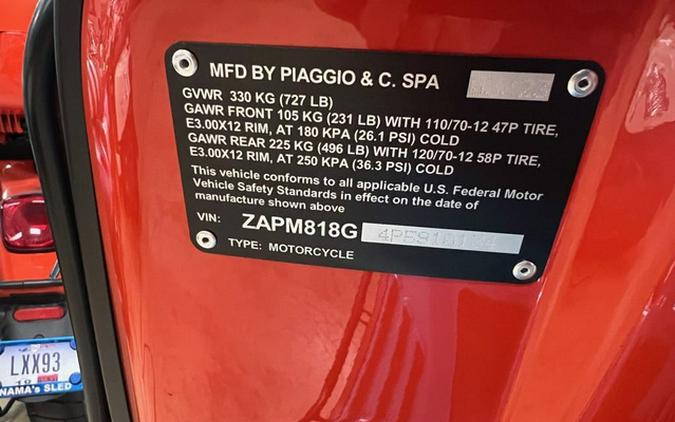 MFD BY PIAGGIO & C. SPA
GVWR 330 KG (727 LB)
GAWR FRONT 105 KG (231 LB) WITH 110/70-12 47P TIRE,
E3.00X12 RIM, AT 180 KPA (26.1 PSI) COLD
GAWR REAR 225 KG (496 LB) WITH 120/70-12 58P TIRE,
E3.00X12 RIM, AT 250 KPA (36.3 PSI) COLD
This vehicle conforms to all applicable U.S. Federal Motor
Vehicle Safety Standards in effect on the date of
manufacture shown above
VIN: ZAPM818G
TYPE: MOTORCYCLE
LXX93
NAMA's SLED